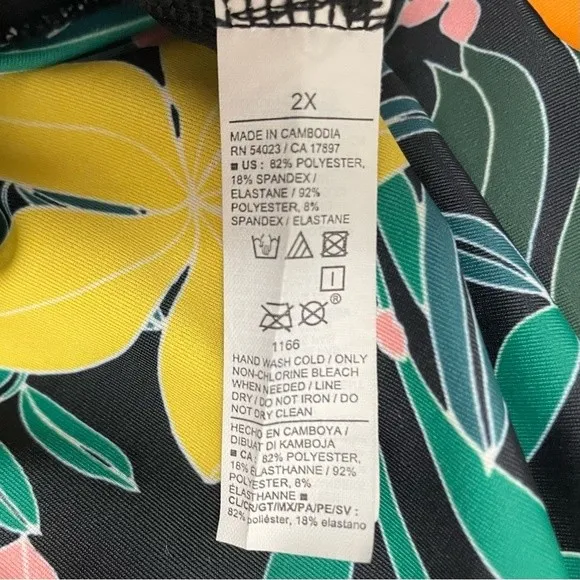 2X
MADE IN CAMBODIA
RN 54023 / CA 17897
■ US : 82% POLYESTER,
18% SPANDEX /
ELASTANE / 92%
POLYESTER, 8%
SPANDEX / ELASTANE
®
1166
HAND WASH COLD / ONLY
NON-CHLORINE BLEACH
WHEN NEEDED / LINE
DRY / DO NOT IRON / DO
NOT DRY CLEAN
HECHO EN CAMBOYA /
DIBUAT DI KAMBOJA
■ CA : 82% POLYESTER,
18% ÉLASTHANNE / 92%
POLYESTER, 8%
ÉLASTHANNE ■
CL/CR/GT/MX/PA/PE/SV :
82% poliéster, 18% elastano